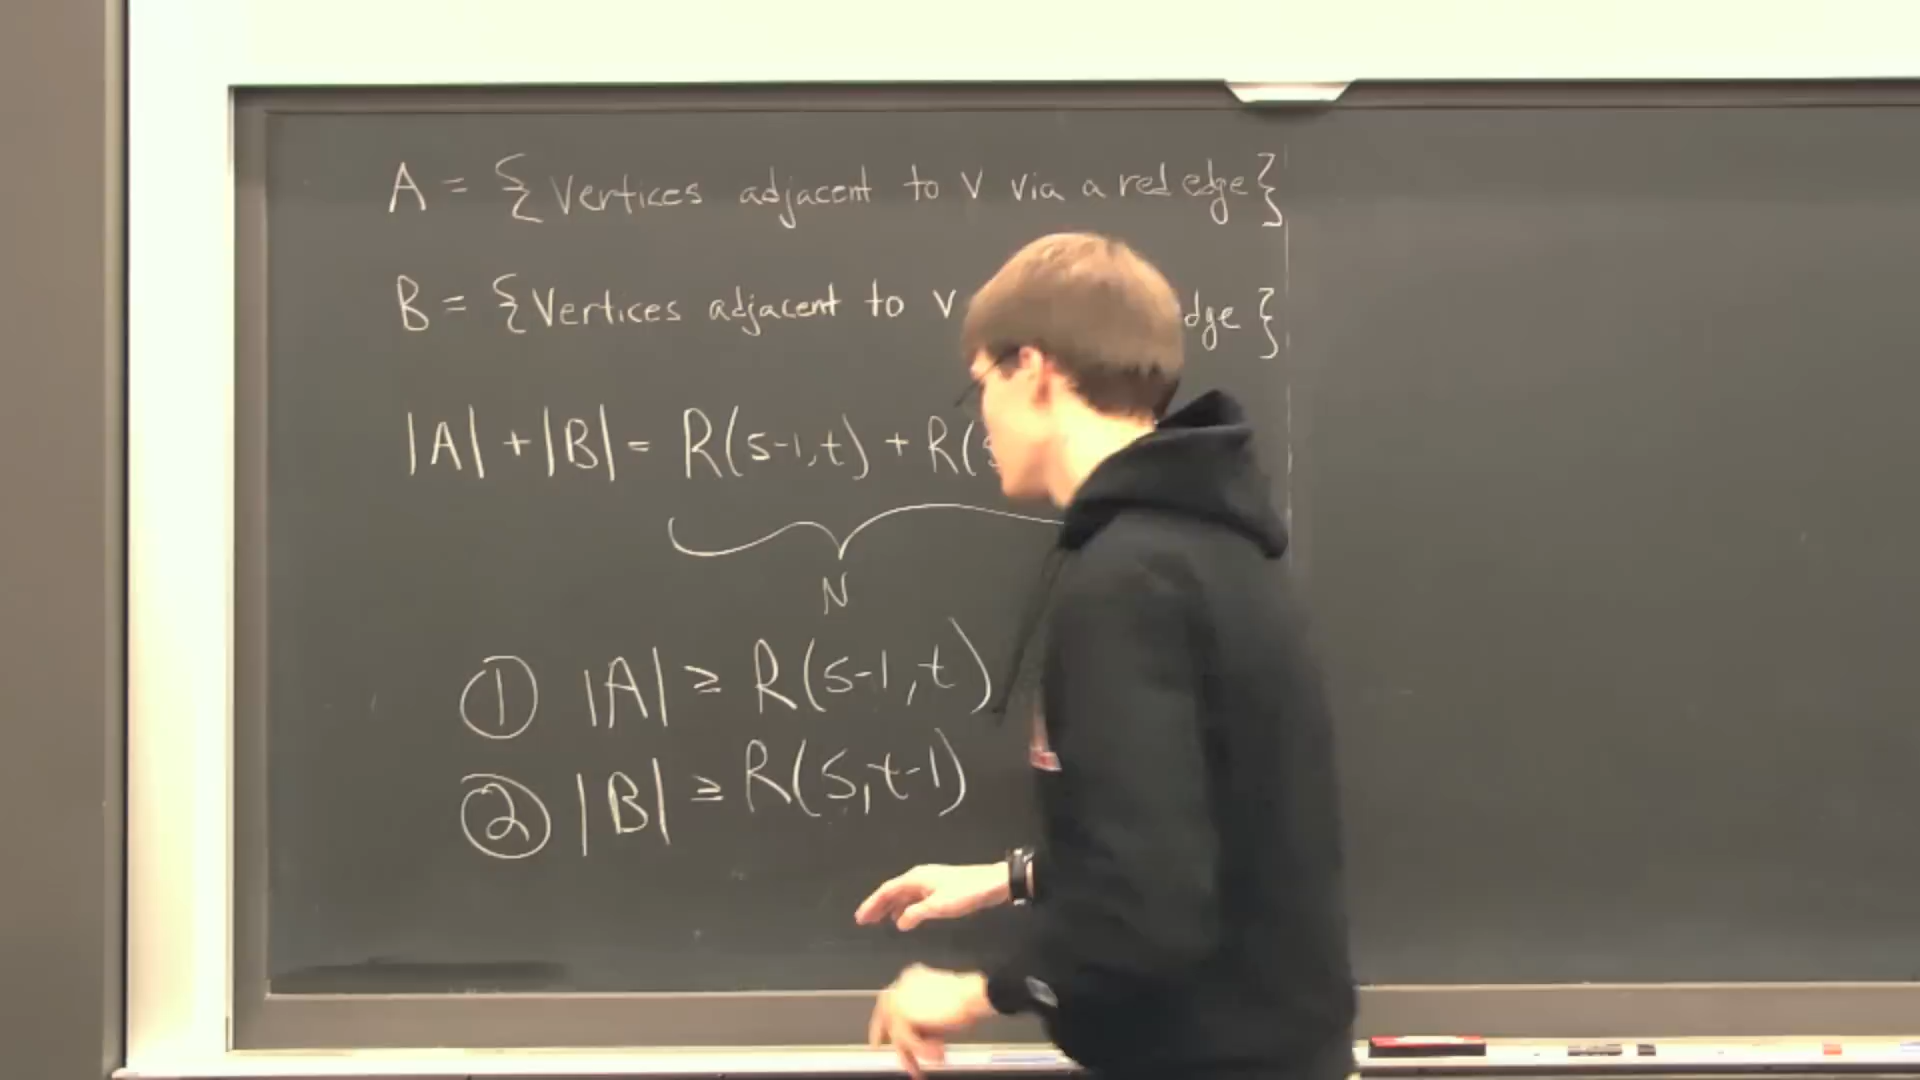 A = {Vertices adjacent to V via a red edge}
B = {Vertices adjacent to V dge}
|A| + |B| = R(s-1,t) + R(
N
① |A| ≥ R(s-1,t)
② |B| ≥ R(s,t-1)